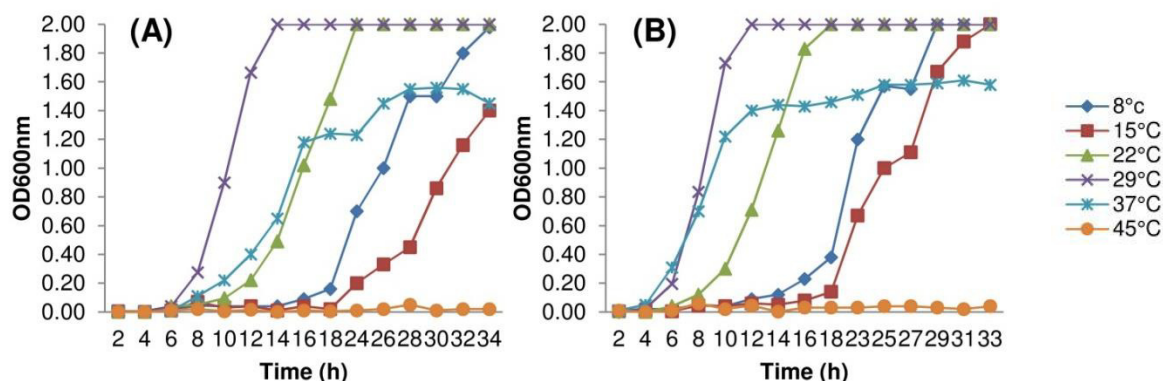 (A)
OD600nm
2.00
1.80
1.60
1.40
1.20
1.00
0.80
0.60
0.40
0.20
0.00
2 4 6 8 10 12 14 16 18 24 26 28 30 32 34
Time (h)
(B)
OD600nm
2.00
1.80
1.60
1.40
1.20
1.00
0.80
0.60
0.40
0.20
0.00
2 4 6 8 10 12 14 16 18 23 25 27 29 31 33
Time (h)
8°c
15°C
22°C
29°C
37°C
45°C